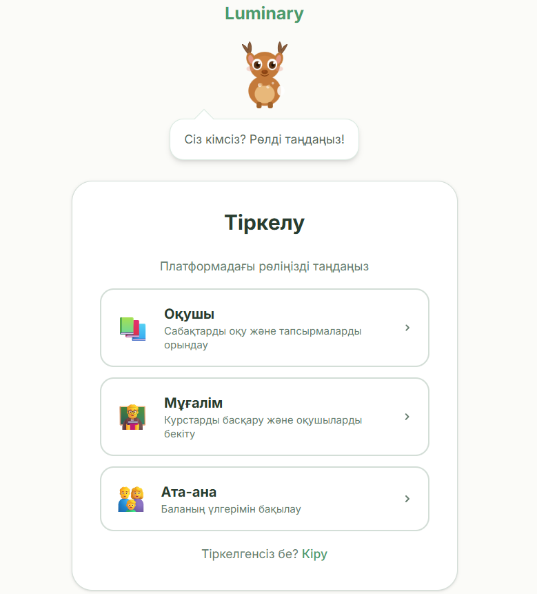 Luminary
Сіз кімсіз? Рөлді таңдаңыз!
Тіркелу
Платформадағы рөліңізді таңдаңыз
Оқушы
Сабақтарды оқу және тапсырмаларды
орындау
Мұғалім
Курстарды басқару және оқушыларды
бекіту
Ата-ана
Баланың үлгерімін бақылау
Тіркелгенсіз бе? Кіру